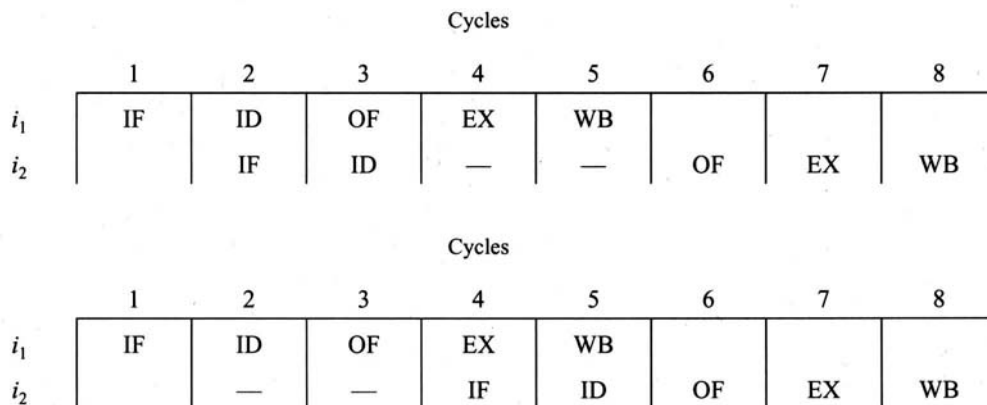 Cycles
1 2 3 4 5 6 7 8
i₁ IF ID OF EX WB
i₂ IF ID — — OF EX WB
Cycles
1 2 3 4 5 6 7 8
i₁ IF ID OF EX WB
i₂ — — IF ID OF EX WB